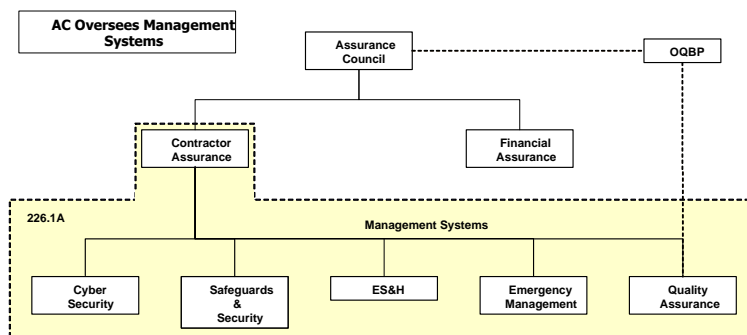 AC Oversees Management
Systems
Assurance
Council
OQBP
Contractor
Assurance
Financial
Assurance
226.1A
Management Systems
Cyber
Security
Safeguards
&
Security
ES&H
Emergency
Management
Quality
Assurance